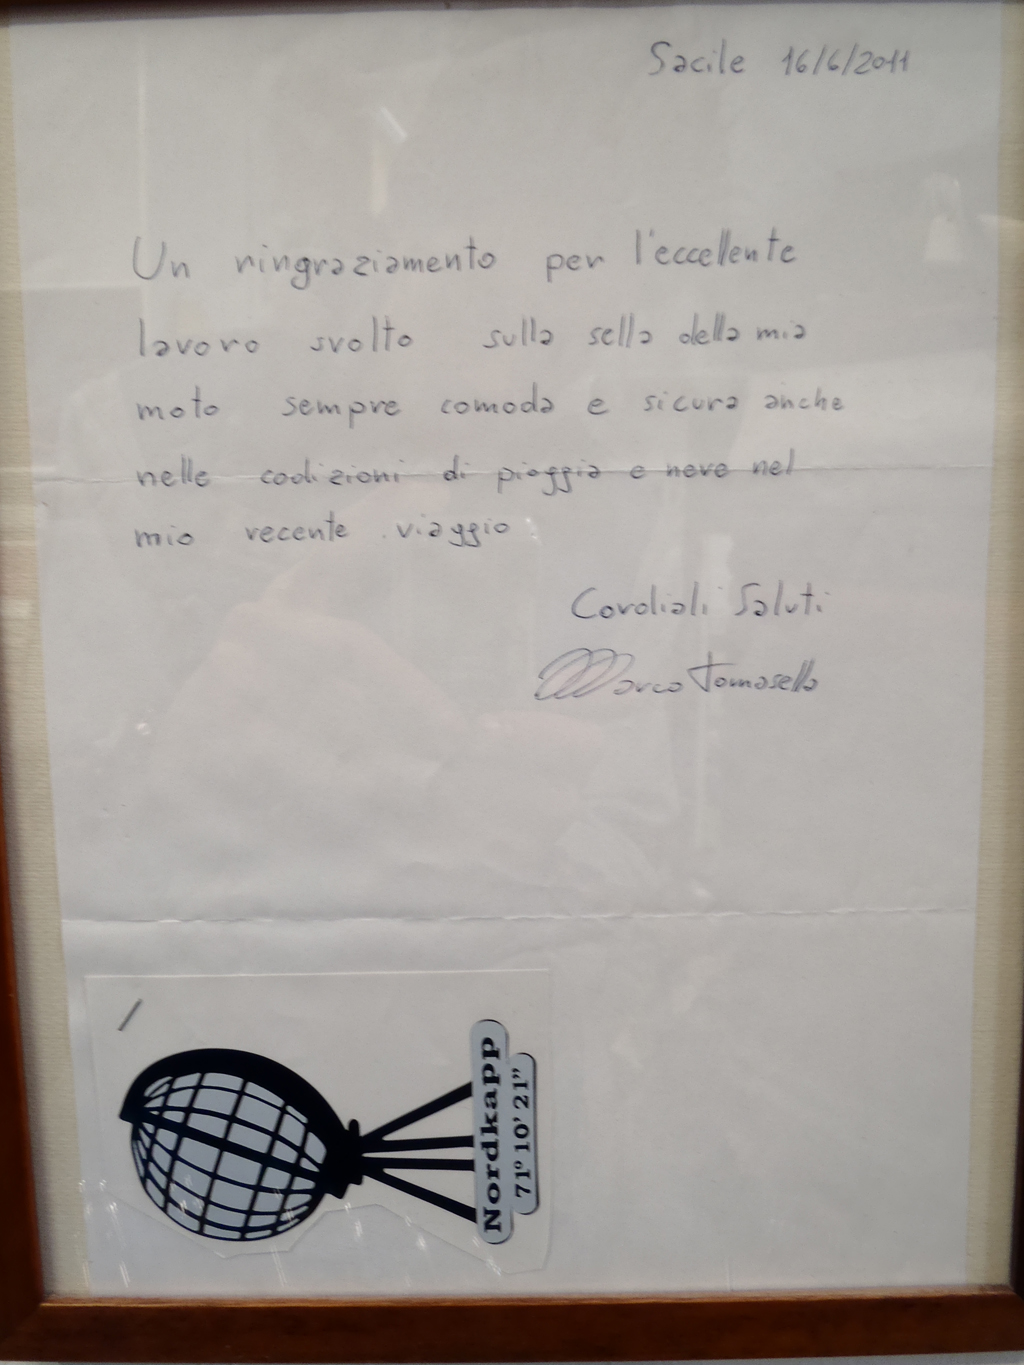 Sacile 16/6/2011
Un ringraziamento per l'eccellente
lavoro svolto sulla sella della mia
moto sempre comoda e sicura anche
nelle codizioni di pioggia e neve nel
mio recente viaggio
Cordiali Saluti
Marco Tomasella
Nordkapp
71° 10' 21"